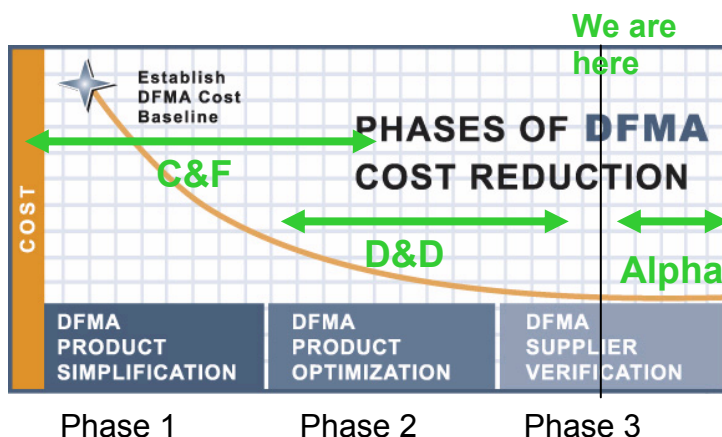 We are
here
Establish
DFMA Cost
Baseline
PHASES OF DFMA
COST REDUCTION
C&F
D&D
Alpha
COST
DFMA
PRODUCT
SIMPLIFICATION
DFMA
PRODUCT
OPTIMIZATION
DFMA
SUPPLIER
VERIFICATION
Phase 1
Phase 2
Phase 3